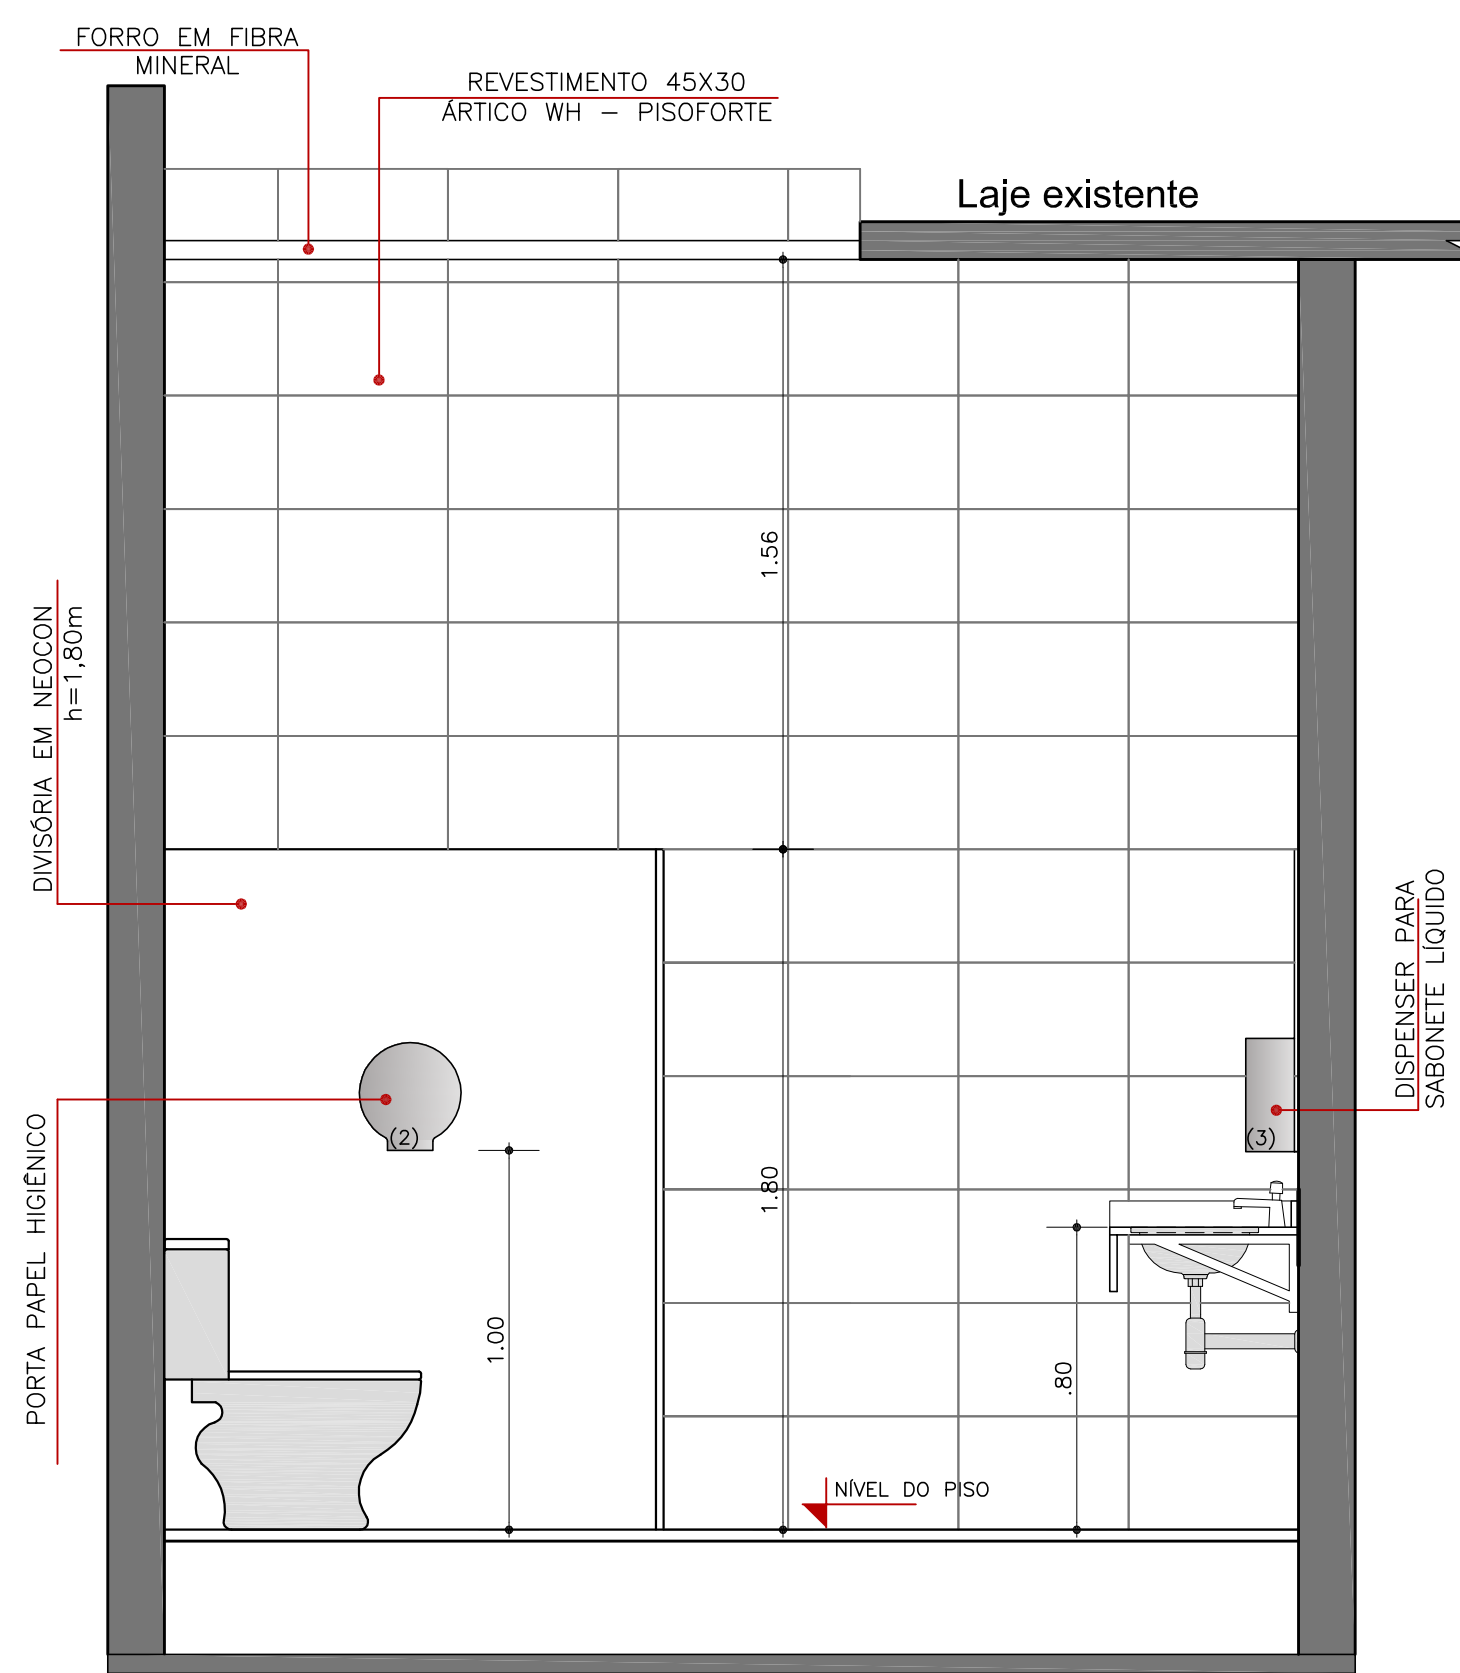 FORRO EM FIBRA
MINERAL
REVESTIMENTO 45X30
ÁRTICO WH – PISOFORTE
Laje existente
1.56
DIVISÓRIA EM NEOCON
h=1,80m
DISPENSER PARA
SABONETE LÍQUIDO
PORTA PAPEL HIGIÊNICO
(2)
(3)
1.80
1.00
.80
NÍVEL DO PISO